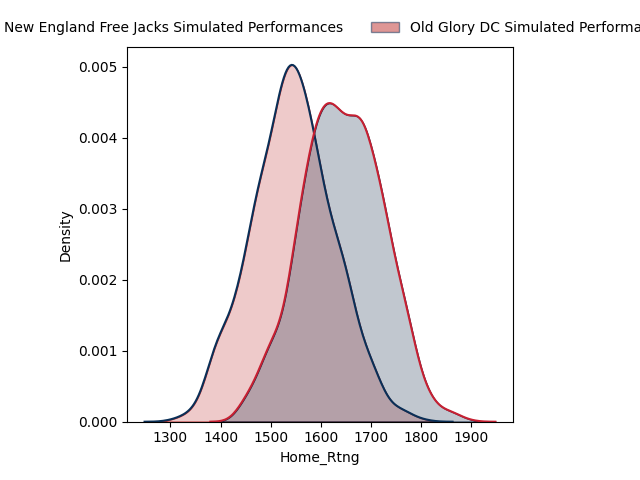 New England Free Jacks Simulated Performances Old Glory DC Simulated Performa
0.005
0.004
0.003
0.002
0.001
0.000
Density
1300 1400 1500 1600 1700 1800 1900
Home_Rtng